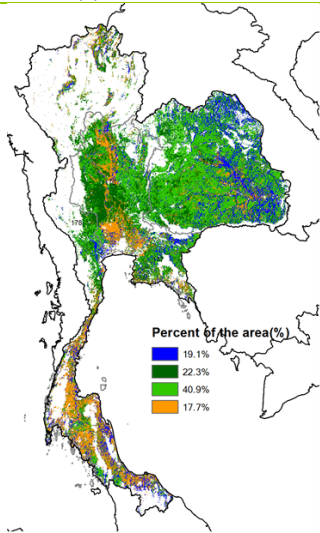 Percent of the area(%)
19.1%
22.3%
40.9%
17.7%